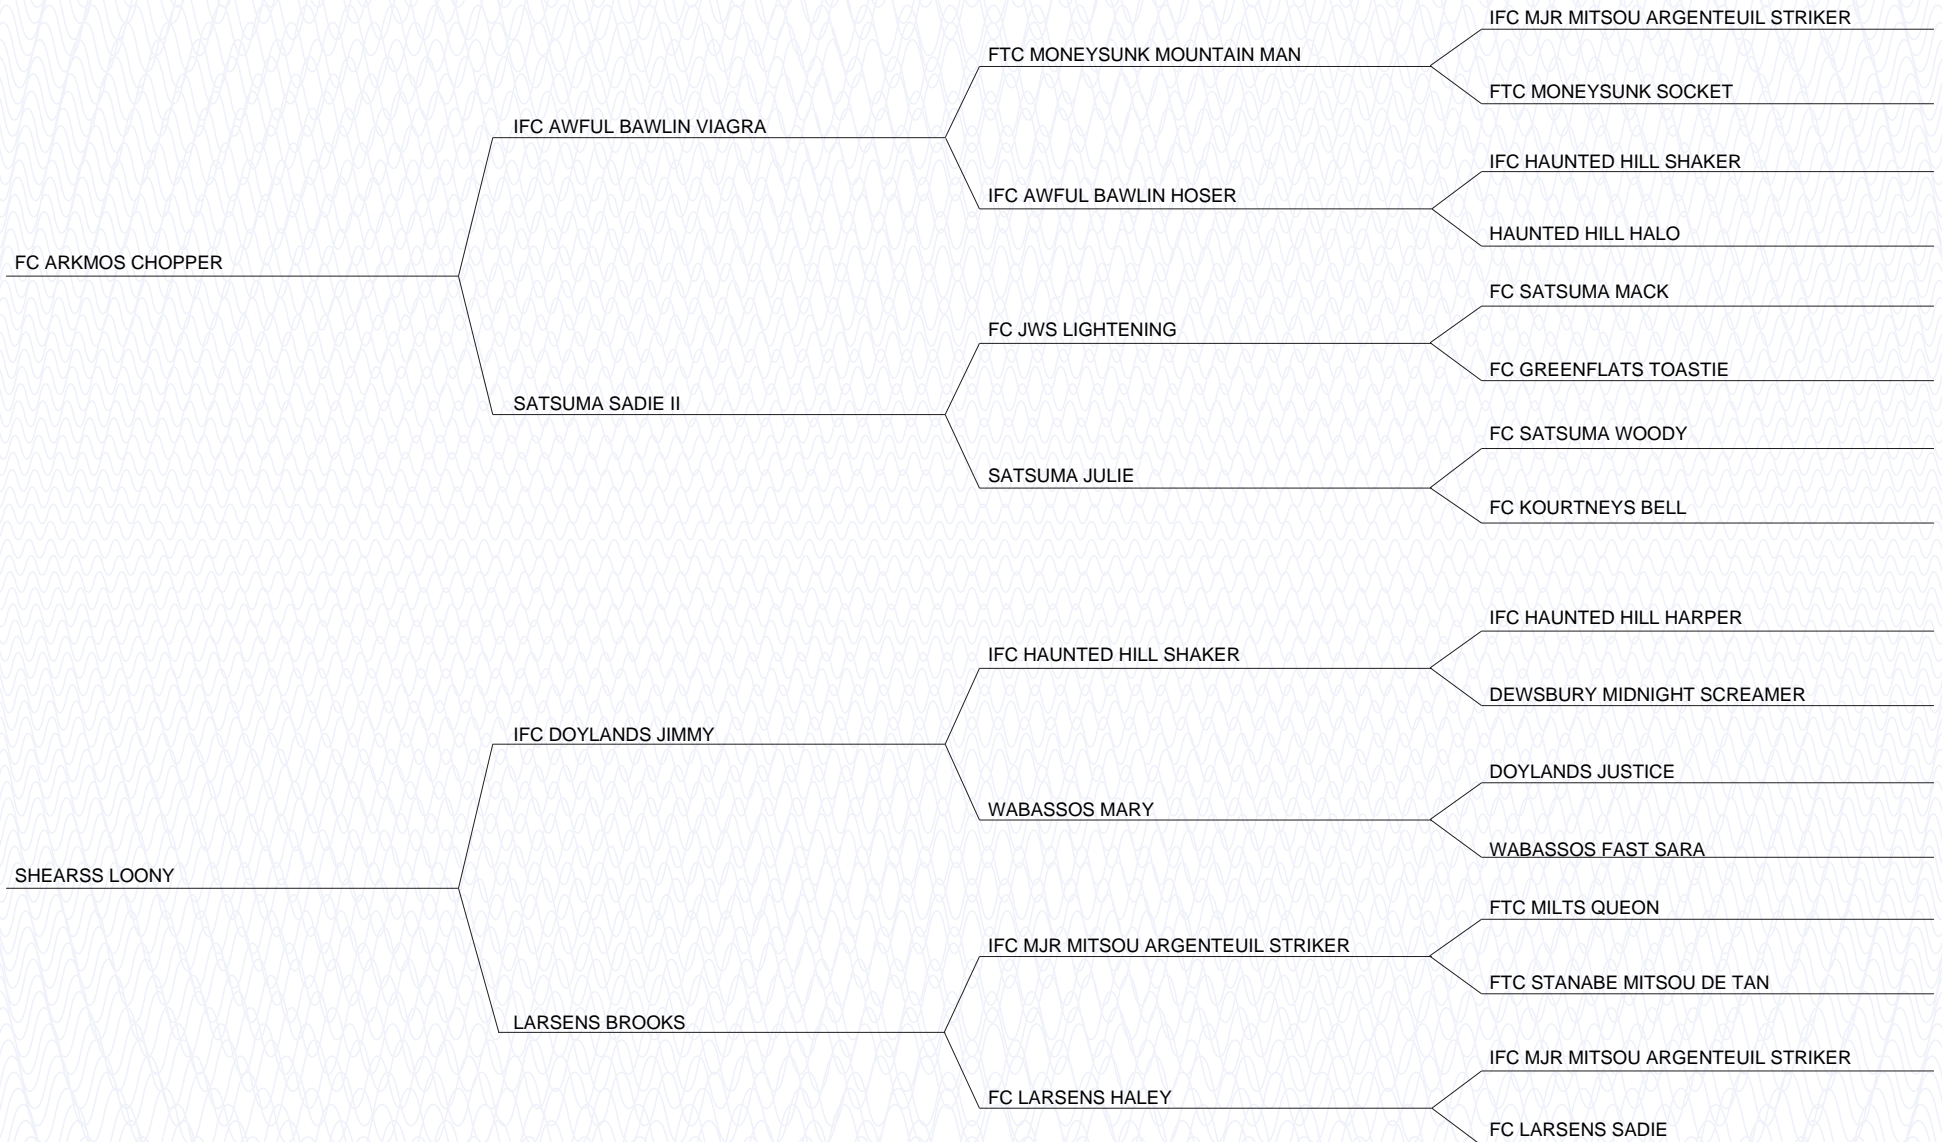 IFC MJR MITSOU ARGENTEUIL STRIKER
FTC MONEYSUNK MOUNTAIN MAN
FTC MONEYSUNK SOCKET
IFC AWFUL BAWLIN VIAGRA
IFC HAUNTED HILL SHAKER
IFC AWFUL BAWLIN HOSER
HAUNTED HILL HALO
FC ARKMOS CHOPPER
FC SATSUMA MACK
FC JWS LIGHTENING
FC GREENFLATS TOASTIE
SATSUMA SADIE II
FC SATSUMA WOODY
SATSUMA JULIE
FC KOURTNEYS BELL
IFC HAUNTED HILL HARPER
IFC HAUNTED HILL SHAKER
DEWSBURY MIDNIGHT SCREAMER
IFC DOYLANDS JIMMY
DOYLANDS JUSTICE
WABASSOS MARY
WABASSOS FAST SARA
SHEARSS LOONY
FTC MILTS QUEON
IFC MJR MITSOU ARGENTEUIL STRIKER
FTC STANABE MITSOU DE TAN
LARSENS BROOKS
IFC MJR MITSOU ARGENTEUIL STRIKER
FC LARSENS HALEY
FC LARSENS SADIE